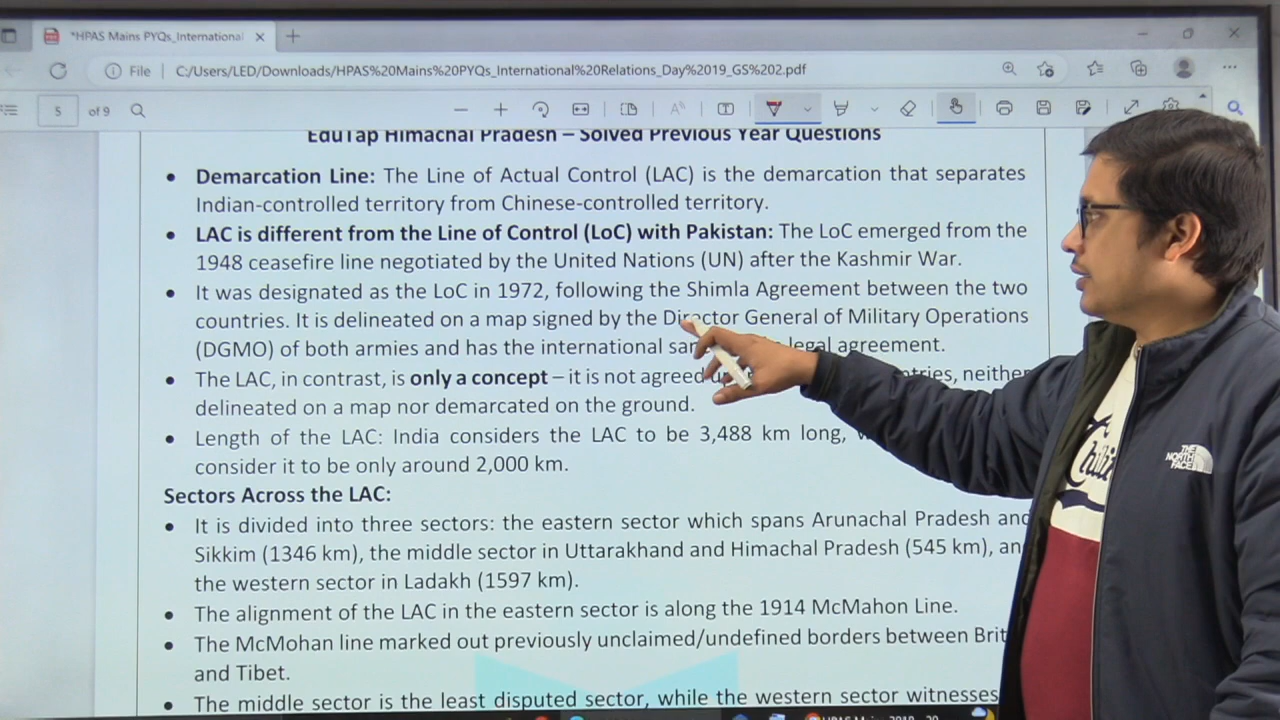 *HPAS Mains PYQs_International
File
C:/Users/LED/Downloads/HPAS%20Mains%20PYQs_International%20Relations_Day%2019_GS%202.pdf
5 of 9
EduTap Himachal Pradesh – Solved Previous Year Questions
• Demarcation Line: The Line of Actual Control (LAC) is the demarcation that separates
Indian-controlled territory from Chinese-controlled territory.
• LAC is different from the Line of Control (LoC) with Pakistan: The LoC emerged from the
1948 ceasefire line negotiated by the United Nations (UN) after the Kashmir War.
• It was designated as the LoC in 1972, following the Shimla Agreement between the two
countries. It is delineated on a map signed by the Director General of Military Operations
(DGMO) of both armies and has the international legal agreement.
• The LAC, in contrast, is only a concept – it is not agreed neither
delineated on a map nor demarcated on the ground.
• Length of the LAC: India considers the LAC to be 3,488 km long,
consider it to be only around 2,000 km.
Sectors Across the LAC:
• It is divided into three sectors: the eastern sector which spans Arunachal Pradesh and
Sikkim (1346 km), the middle sector in Uttarakhand and Himachal Pradesh (545 km), an
the western sector in Ladakh (1597 km).
• The alignment of the LAC in the eastern sector is along the 1914 McMahon Line.
• The McMohan line marked out previously unclaimed/undefined borders between Brit
and Tibet.
• The middle sector is the least disputed sector, while the western sector witnesses
THE NORTH FACE